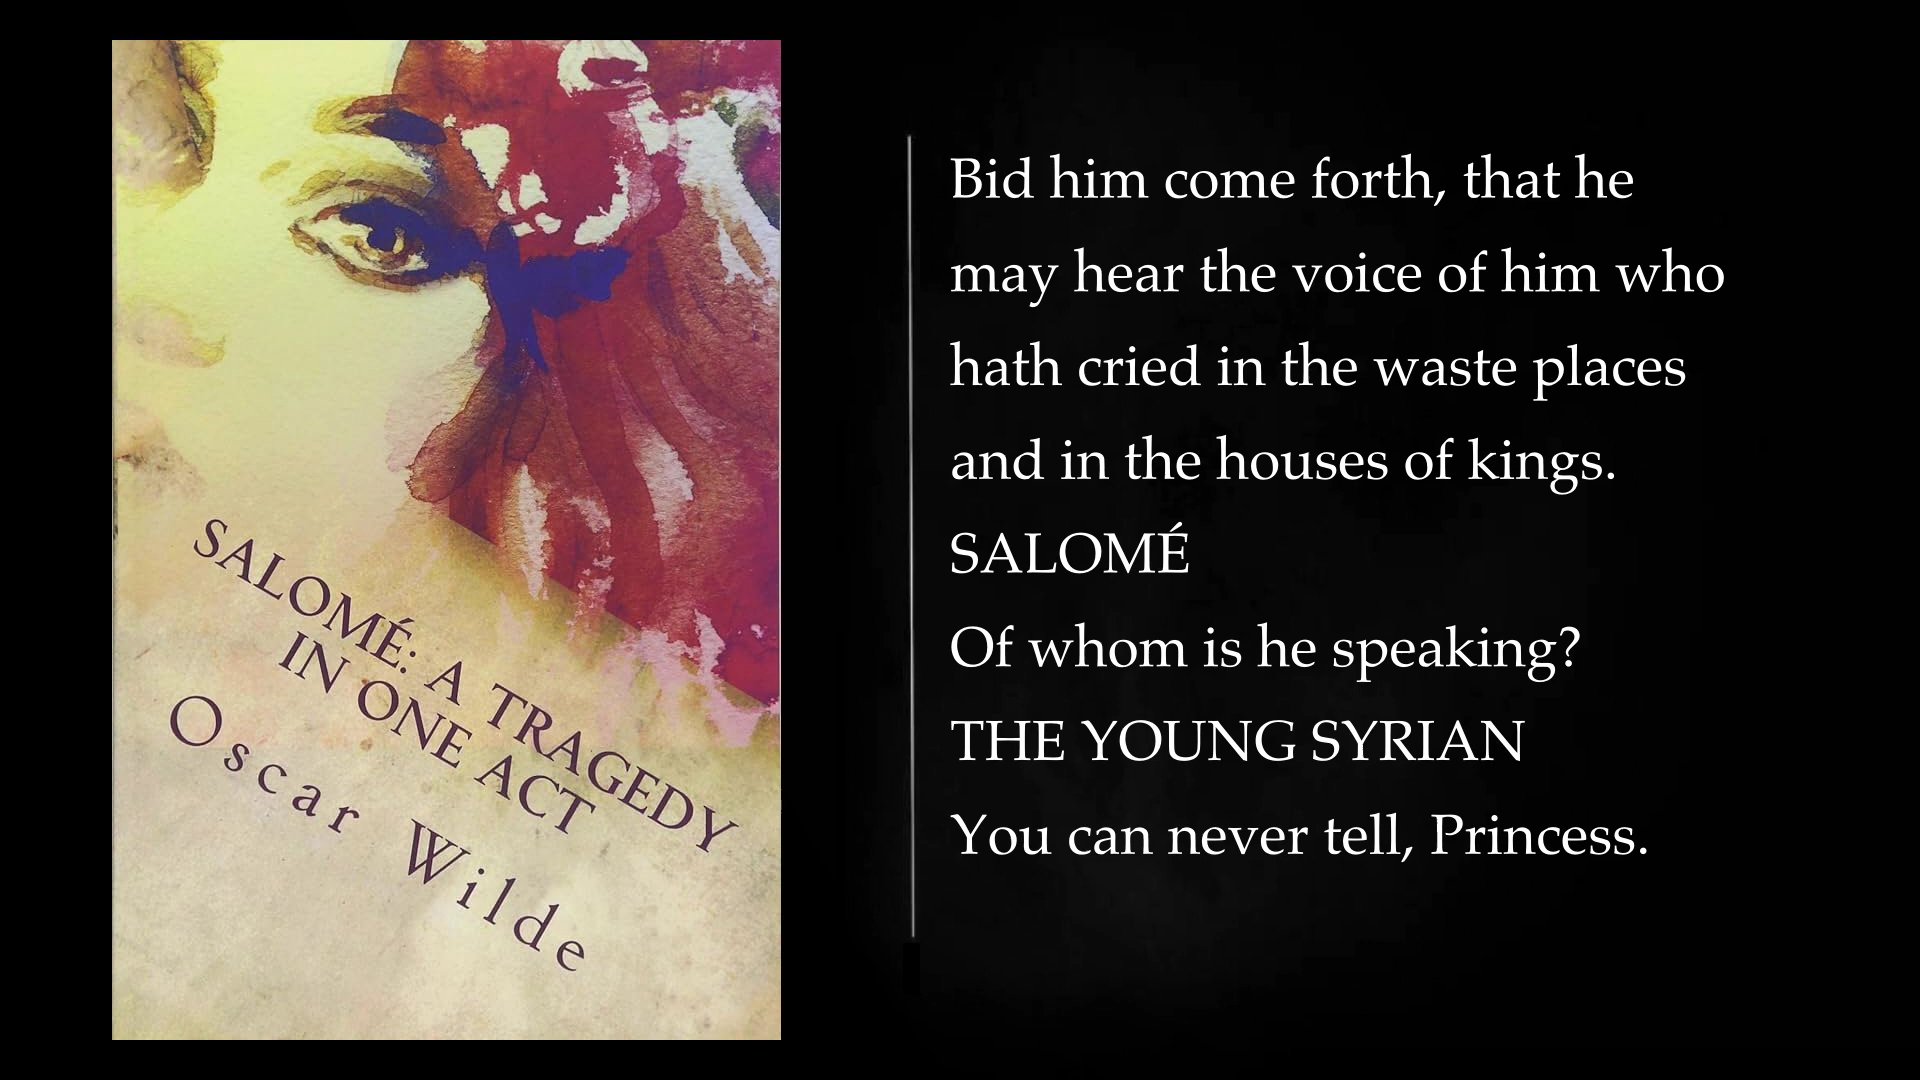 SALOMÉ: A TRAGEDY
IN ONE ACT
Oscar Wilde
Bid him come forth, that he
may hear the voice of him who
hath cried in the waste places
and in the houses of kings.
SALOMÉ
Of whom is he speaking?
THE YOUNG SYRIAN
You can never tell, Princess.